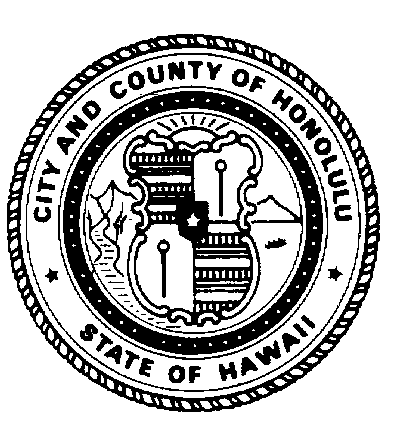 CITY AND COUNTY OF HONOLULU
STATE OF HAWAII